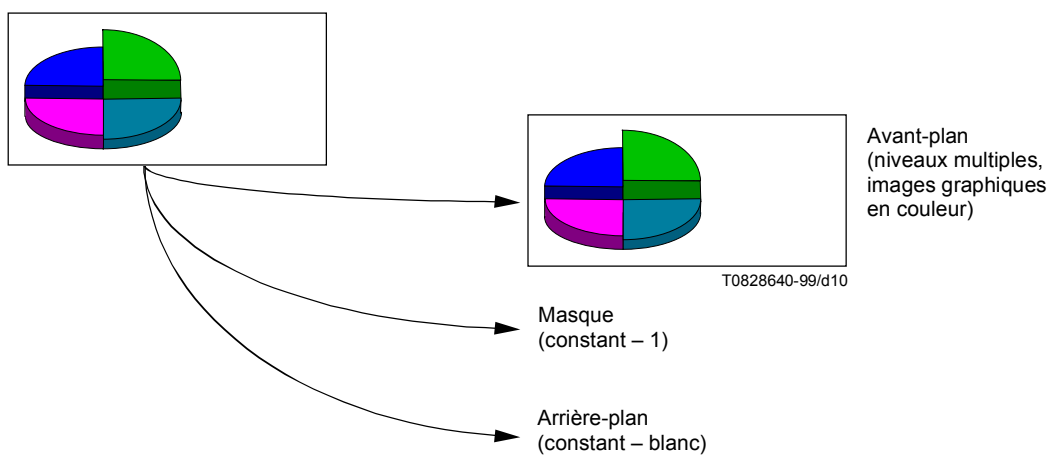 Avant-plan
(niveaux multiples,
images graphiques
en couleur)
T0828640-99/d10
Masque
(constant – 1)
Arrière-plan
(constant – blanc)